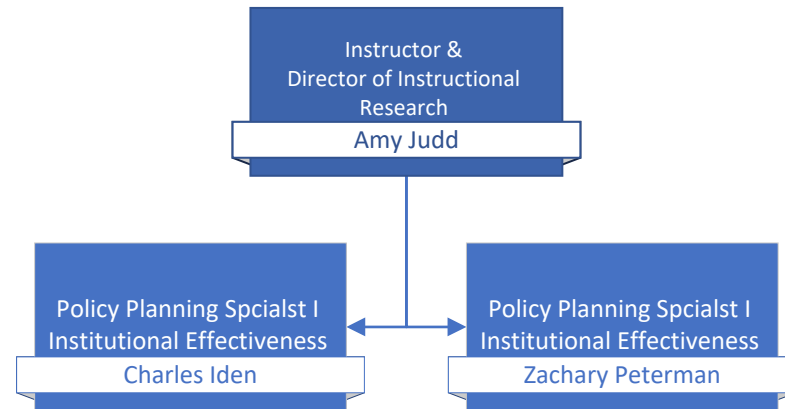 Instructor &
Director of Instructional
Research
Amy Judd
Policy Planning Spcialst I
Institutional Effectiveness
Charles Iden
Policy Planning Spcialst I
Institutional Effectiveness
Zachary Peterman